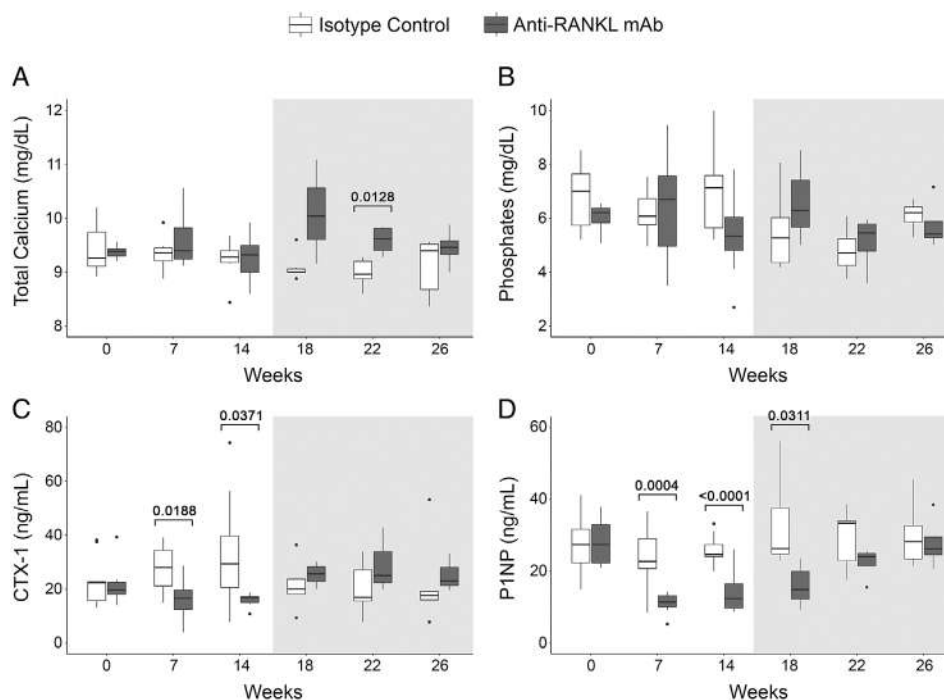 Isotype Control Anti-RANKL mAb
A
Total Calcium (mg/dL)
12
11
10
9
8
0.0128
0 7 14 18 22 26
Weeks
B
Phosphates (mg/dL)
10
8
6
4
2
0 7 14 18 22 26
Weeks
C
CTX-1 (ng/mL)
80
60
40
20
0
0.0188
0.0371
0 7 14 18 22 26
Weeks
D
P1NP (ng/mL)
60
40
20
0
0.0004
<0.0001
0.0311
0 7 14 18 22 26
Weeks